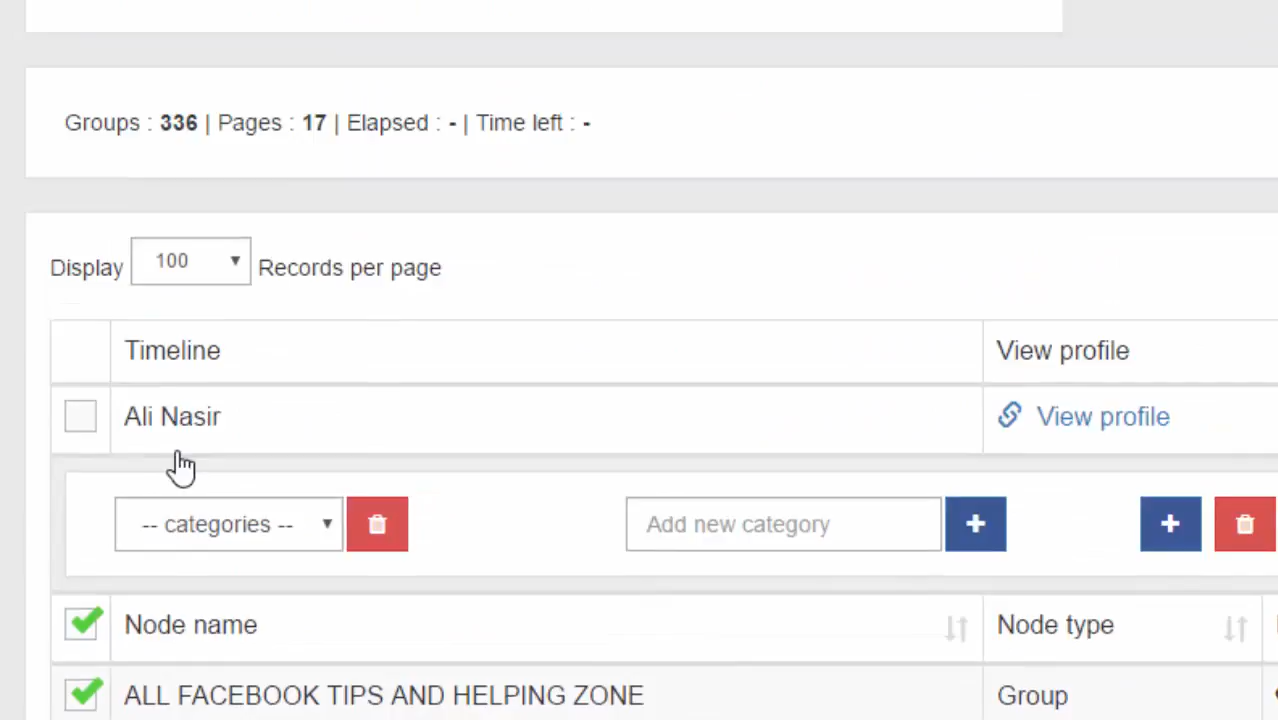 Groups : 336 | Pages : 17 | Elapsed : - | Time left : -
Display 100 Records per page
Timeline View profile
Ali Nasir View profile
-- categories -- Add new category
Node name Node type
ALL FACEBOOK TIPS AND HELPING ZONE Group